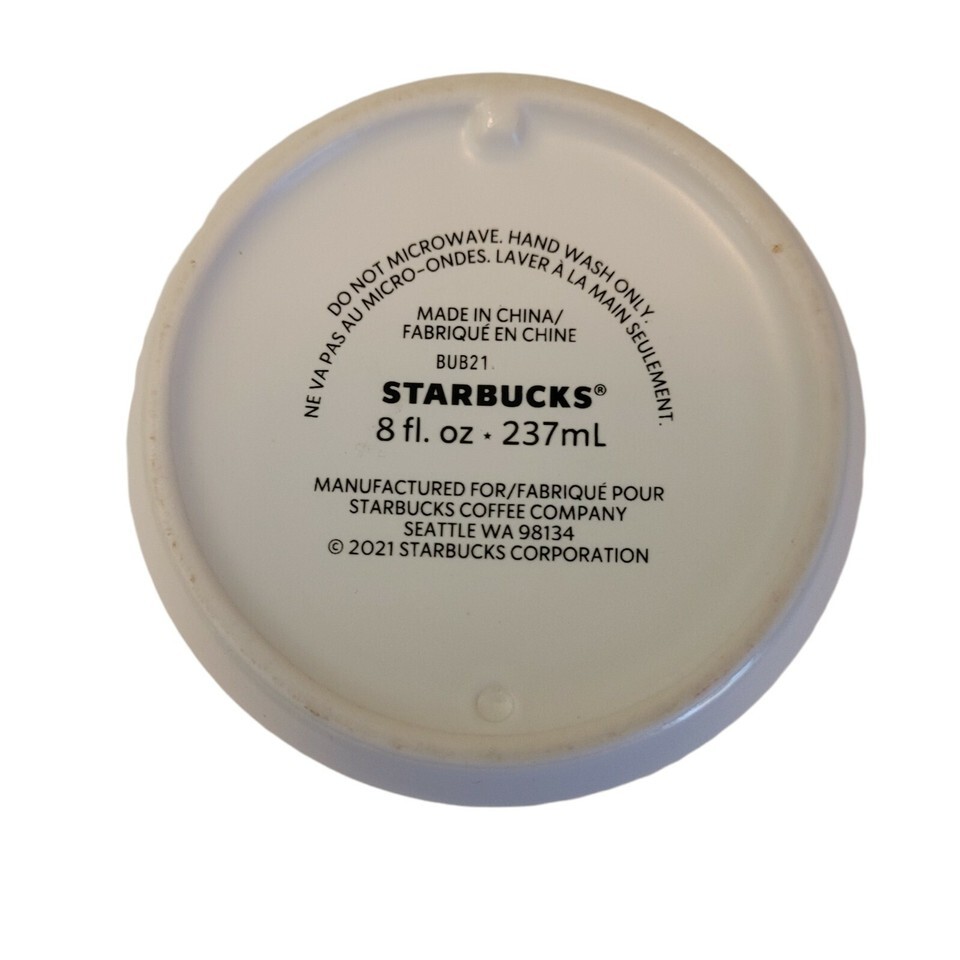 DO NOT MICROWAVE. HAND WASH ONLY.
NE VA PAS AU MICRO-ONDES. LAVER À LA MAIN SEULEMENT.
MADE IN CHINA/
FABRIQUÉ EN CHINE
BUB21
STARBUCKS®
8 fl. oz ⋆ 237mL
MANUFACTURED FOR/FABRIQUÉ POUR
STARBUCKS COFFEE COMPANY
SEATTLE WA 98134
© 2021 STARBUCKS CORPORATION